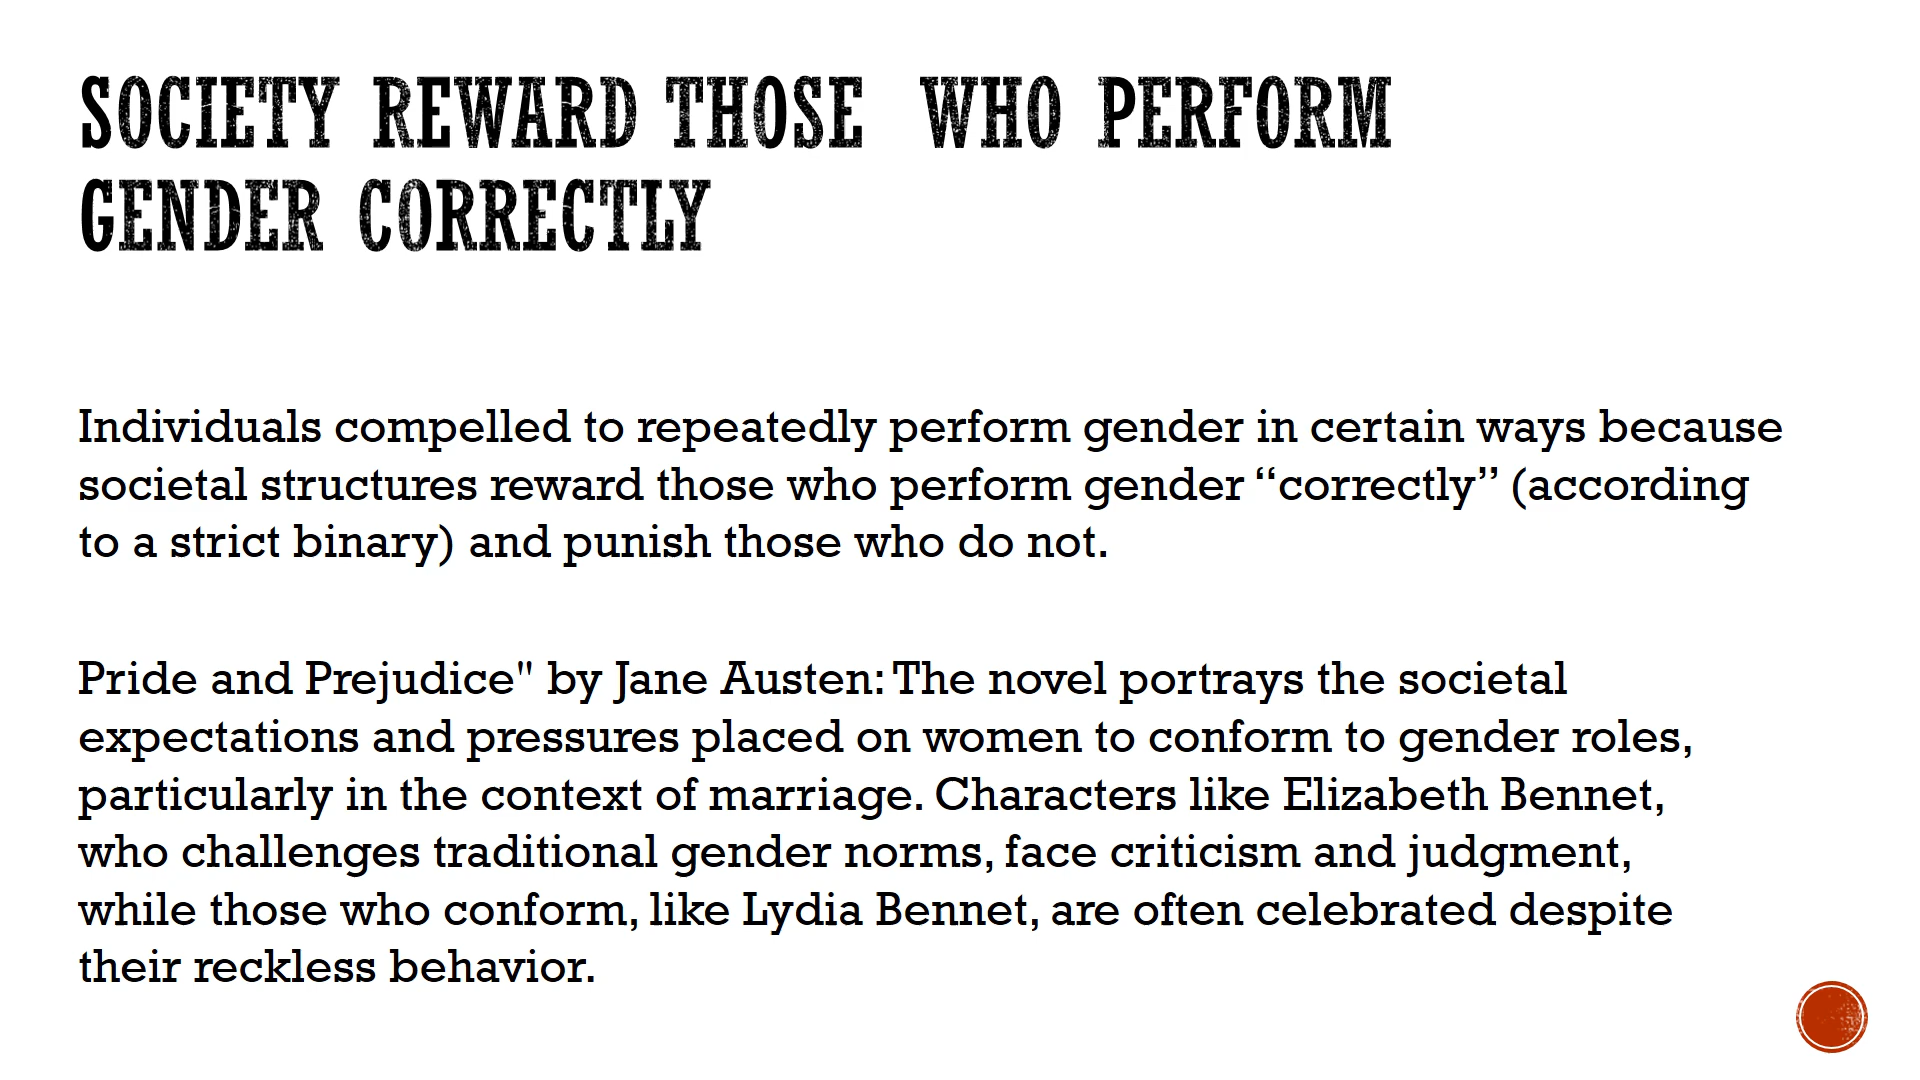 SOCIETY REWARD THOSE  WHO PERFORM
GENDER CORRECTLY
Individuals compelled to repeatedly perform gender in certain ways because
societal structures reward those who perform gender “correctly” (according
to a strict binary) and punish those who do not.
Pride and Prejudice" by Jane Austen: The novel portrays the societal
expectations and pressures placed on women to conform to gender roles,
particularly in the context of marriage. Characters like Elizabeth Bennet,
who challenges traditional gender norms, face criticism and judgment,
while those who conform, like Lydia Bennet, are often celebrated despite
their reckless behavior.